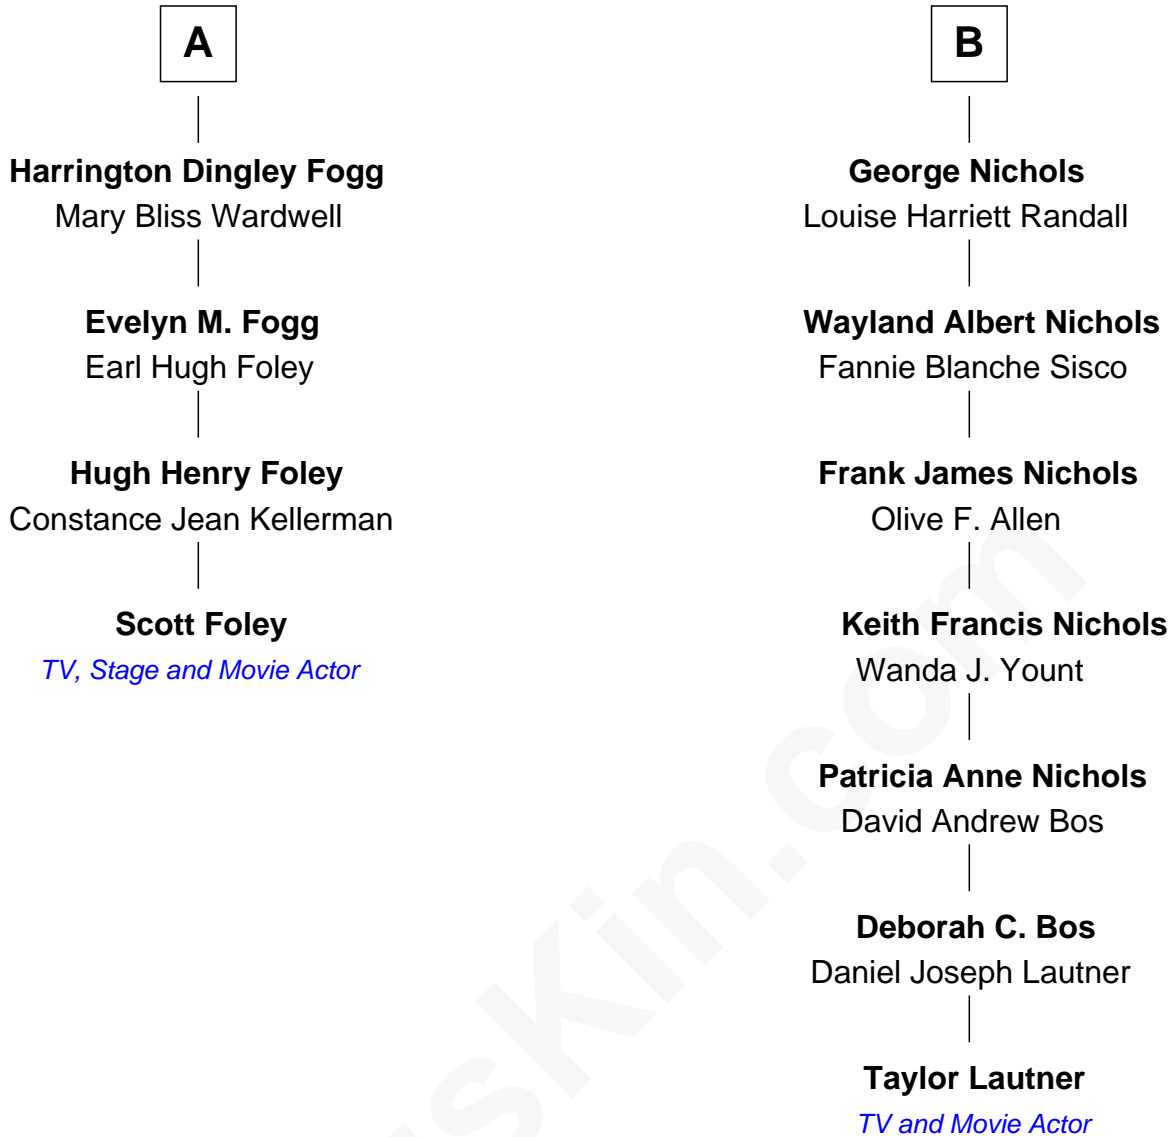 A
Harrington Dingley Fogg
Mary Bliss Wardwell
Evelyn M. Fogg
Earl Hugh Foley
Hugh Henry Foley
Constance Jean Kellerman
Scott Foley
TV, Stage and Movie Actor
B
George Nichols
Louise Harriett Randall
Wayland Albert Nichols
Fannie Blanche Sisco
Frank James Nichols
Olive F. Allen
Keith Francis Nichols
Wanda J. Yount
Patricia Anne Nichols
David Andrew Bos
Deborah C. Bos
Daniel Joseph Lautner
Taylor Lautner
TV and Movie Actor